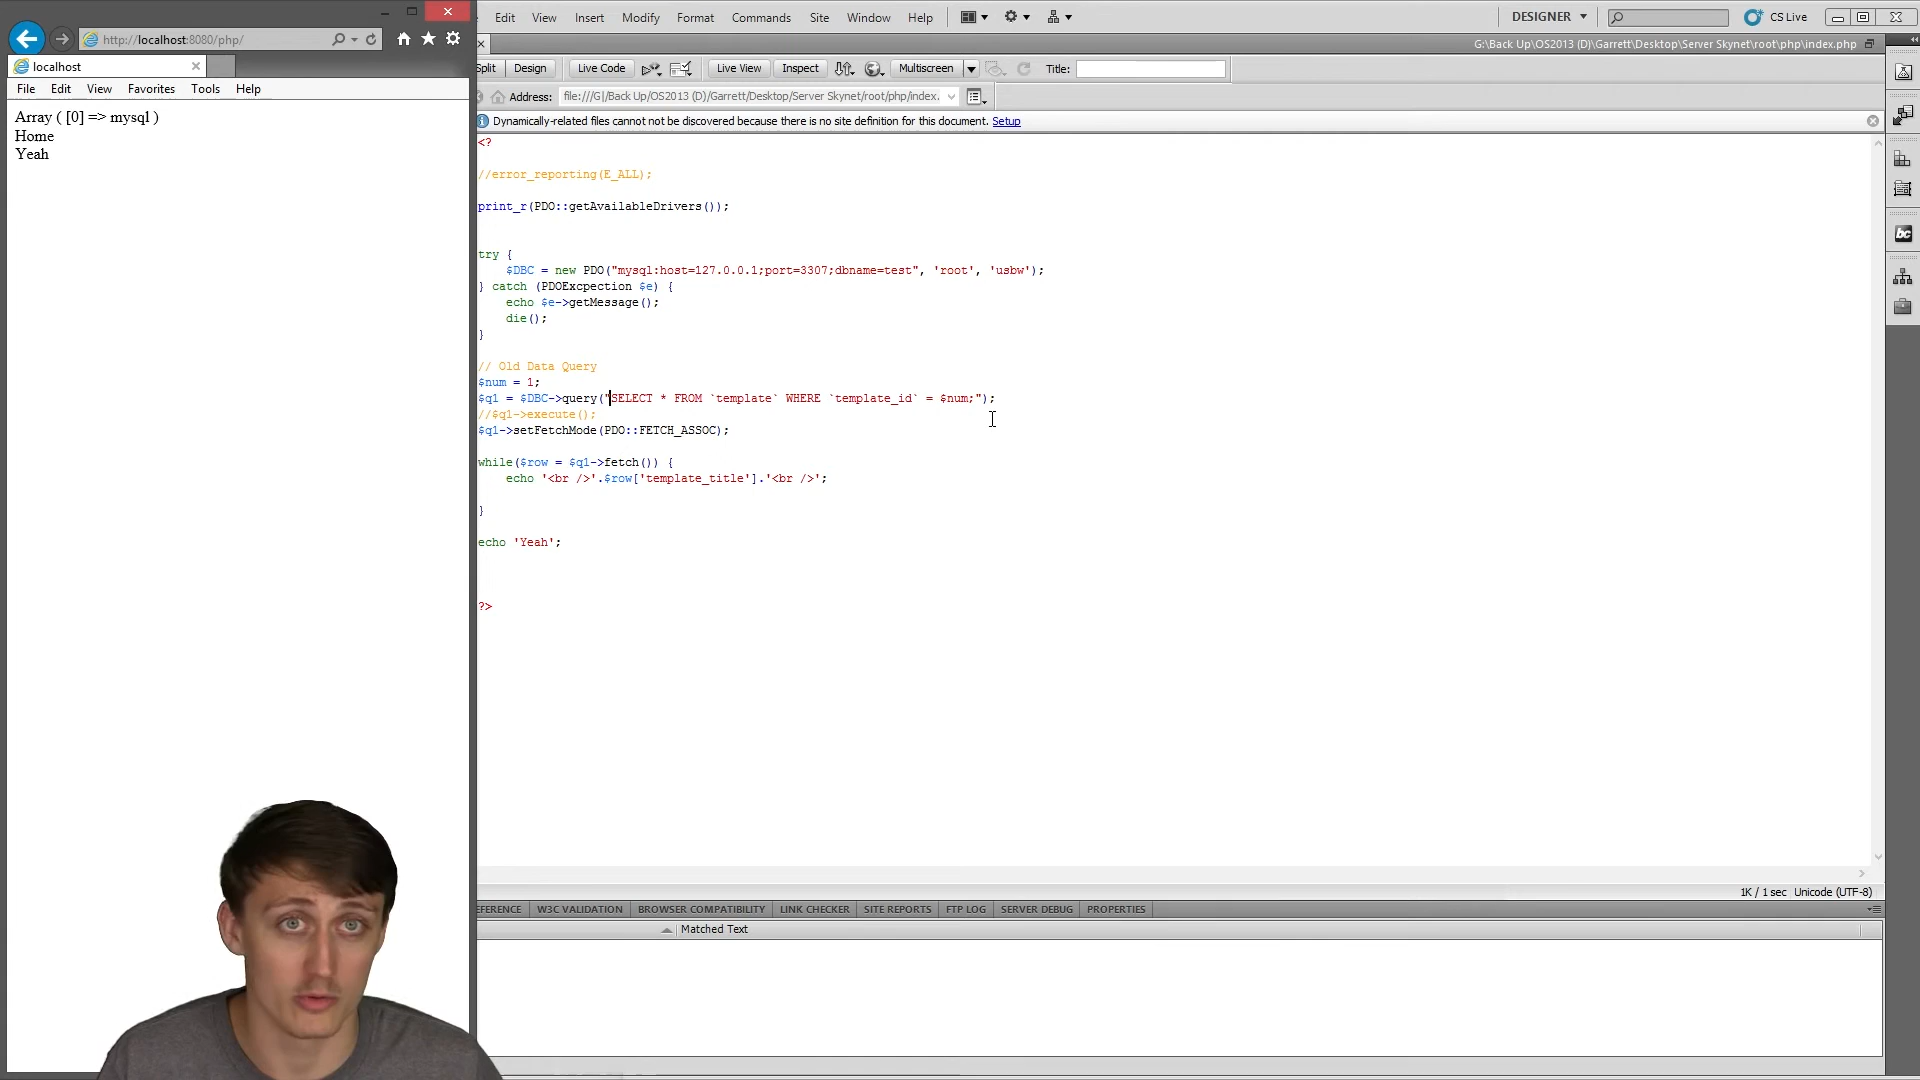 Edit View Insert Modify Format Commands Site Window Help
DESIGNER
CS Live
http://localhost:8080/php/
G:\Back Up\OS2013 (D)\Garrett\Desktop\Server Skynet\root\php\index.php
localhost
Design Live Code Live View Inspect Multiscreen Title:
File Edit View Favorites Tools Help
Address: file:///G|/Back Up/OS2013 (D)/Garrett/Desktop/Server Skynet/root/php/index.
Dynamically-related files cannot not be discovered because there is no site definition for this document. Setup
Array ( [0] => mysql )
Home
Yeah
<?
//error_reporting(E_ALL);
print_r(PDO::getAvailableDrivers());
try {
$DBC = new PDO("mysql:host=127.0.0.1;port=3307;dbname=test", 'root', 'usbw');
} catch (PDOExcpection $e) {
echo $e->getMessage();
die();
}
// Old Data Query
$num = 1;
$q1 = $DBC->query("SELECT * FROM `template` WHERE `template_id` = $num;");
//$q1->execute();
$q1->setFetchMode(PDO::FETCH_ASSOC);
while($row = $q1->fetch()) {
echo '<br />'.$row['template_title'].'<br />';
}
echo 'Yeah';
?>
1K / 1 sec Unicode (UTF-8)
EFERENCE W3C VALIDATION BROWSER COMPATIBILITY LINK CHECKER SITE REPORTS FTP LOG SERVER DEBUG PROPERTIES
Matched Text